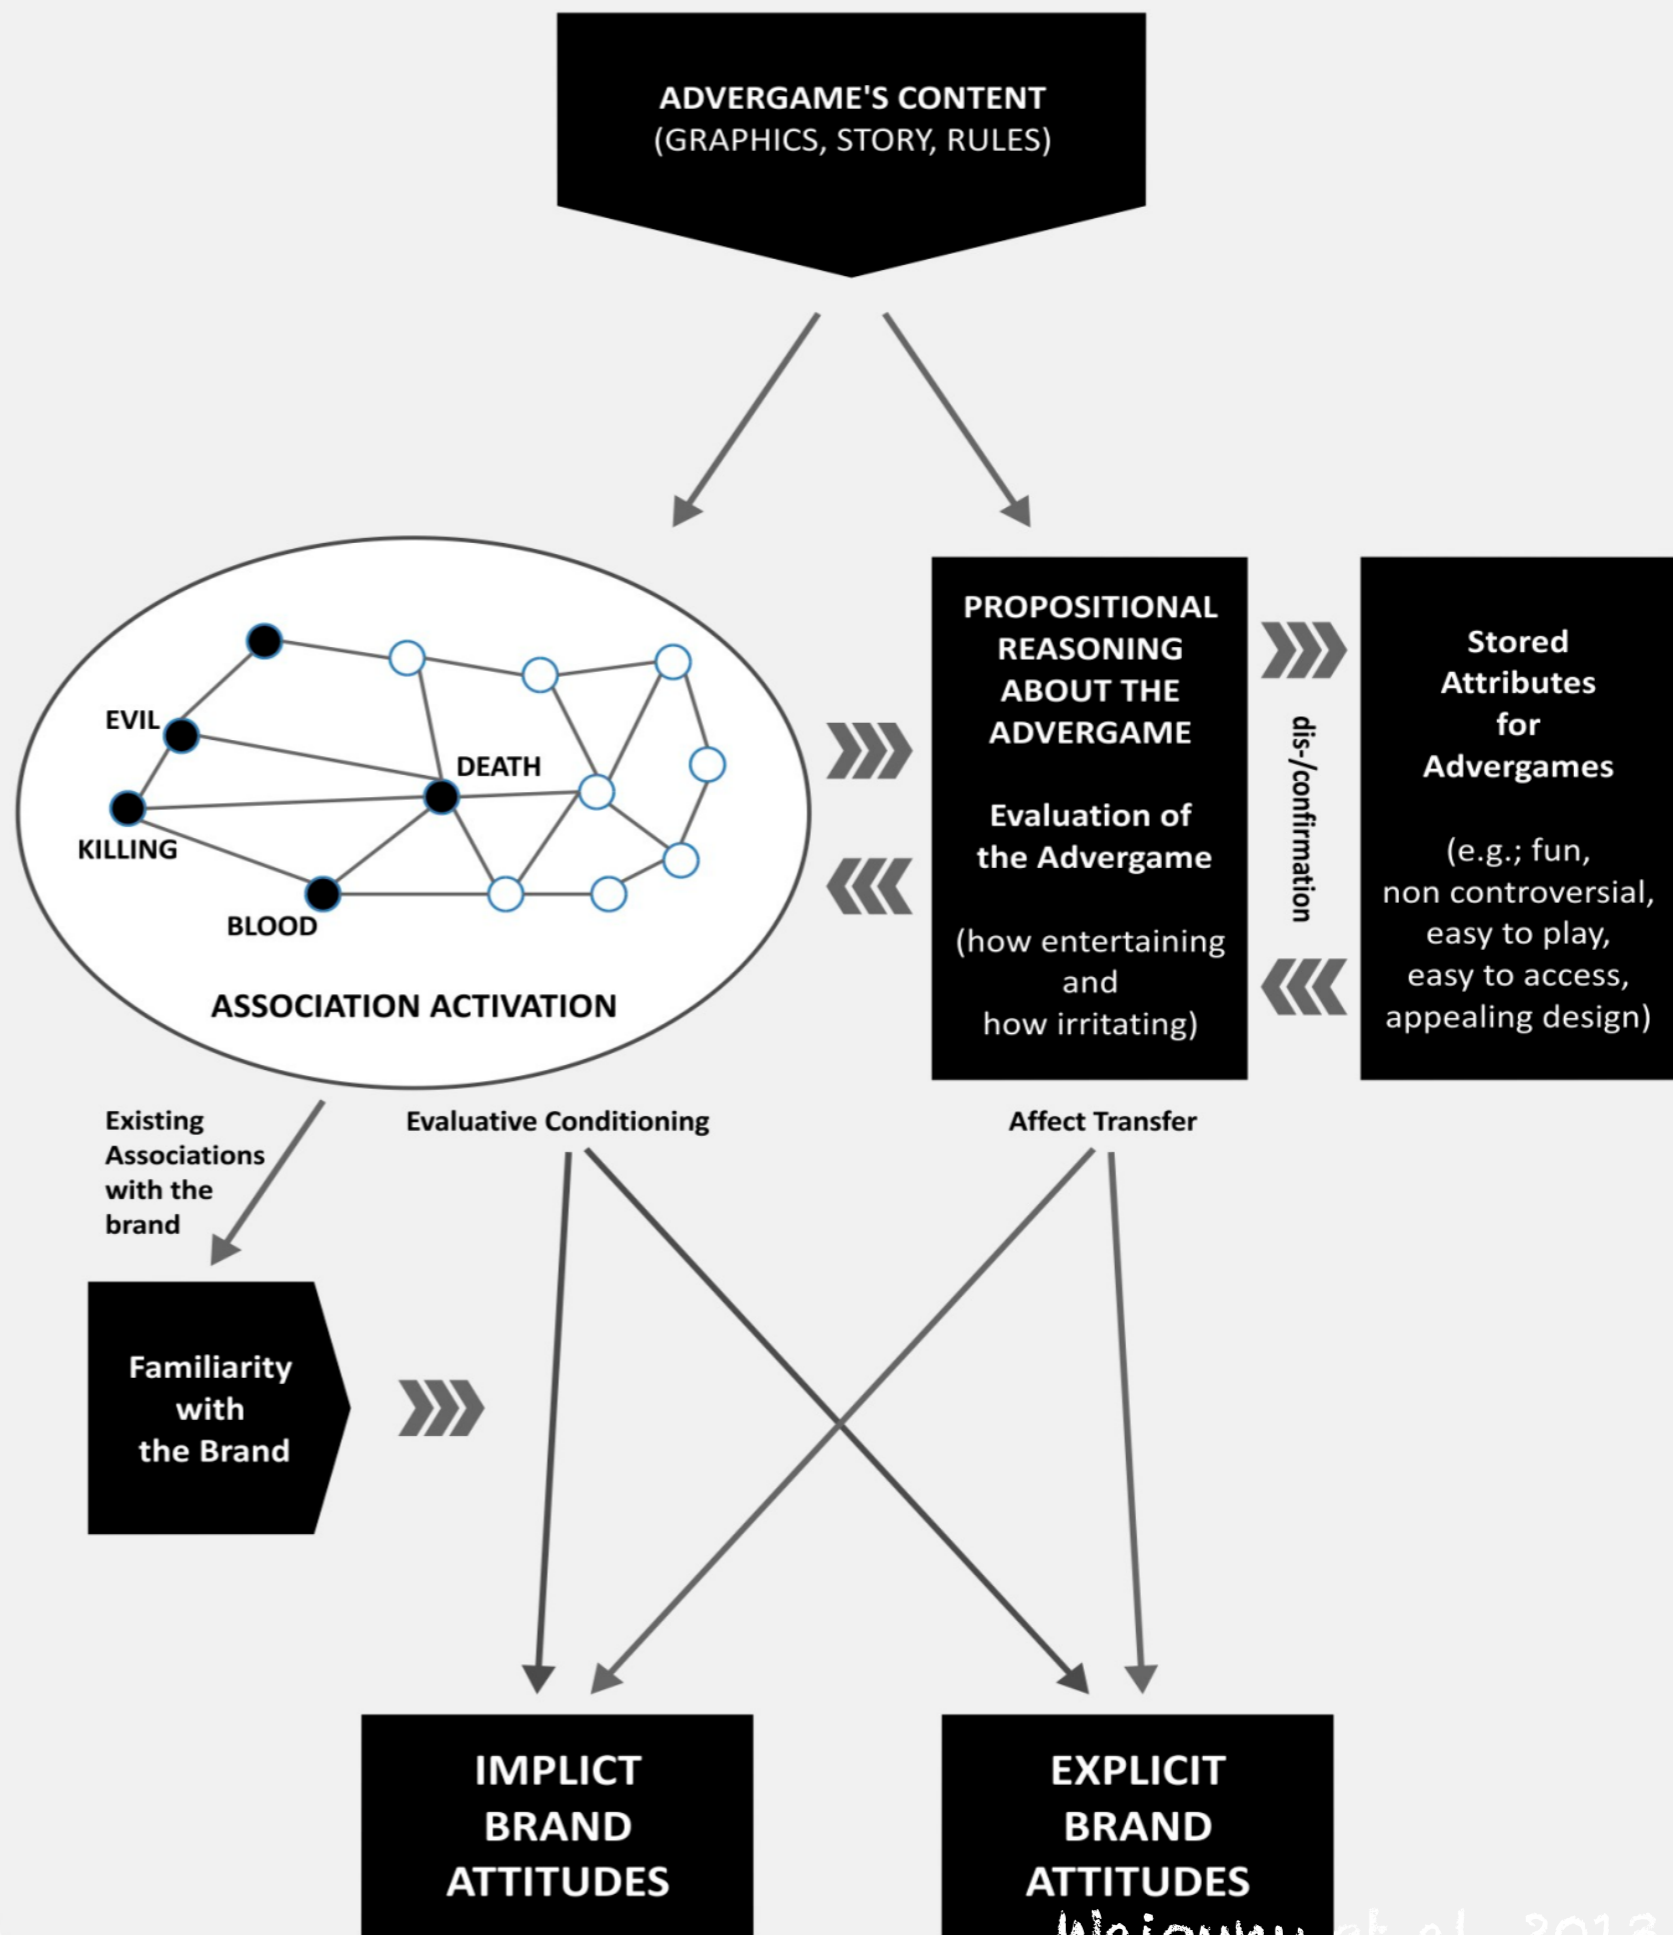 ADVERGAME'S CONTENT
(GRAPHICS, STORY, RULES)
EVIL
DEATH
KILLING
BLOOD
ASSOCIATION ACTIVATION
PROPOSITIONAL
REASONING
ABOUT THE
ADVERGAME
Evaluation of
the Advergame
(how entertaining
and
how irritating)
dis-/confirmation
Stored
Attributes
for
Advergames
(e.g.; fun,
non controversial,
easy to play,
easy to access,
appealing design)
Existing
Associations
with the
brand
Evaluative Conditioning
Affect Transfer
Familiarity
with
the Brand
IMPLICT
BRAND
ATTITUDES
EXPLICIT
BRAND
ATTITUDES